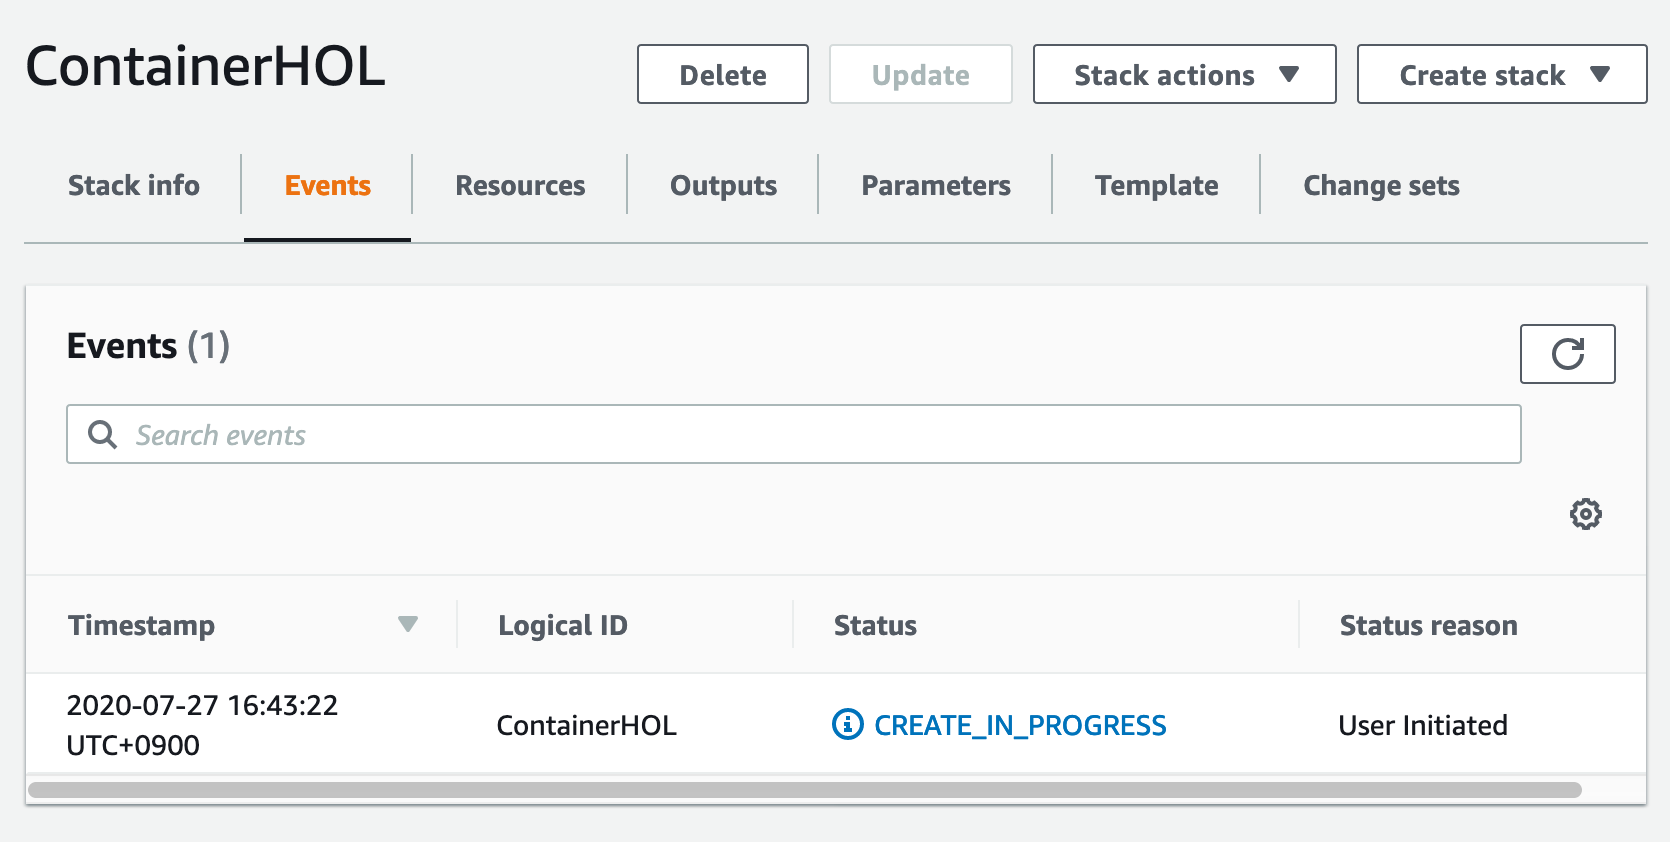 ContainerHOL
Delete
Update
Stack actions
Create stack
Stack info
Events
Resources
Outputs
Parameters
Template
Change sets
Events (1)
Search events
Timestamp
Logical ID
Status
Status reason
2020-07-27 16:43:22
UTC+0900
ContainerHOL
CREATE_IN_PROGRESS
User Initiated